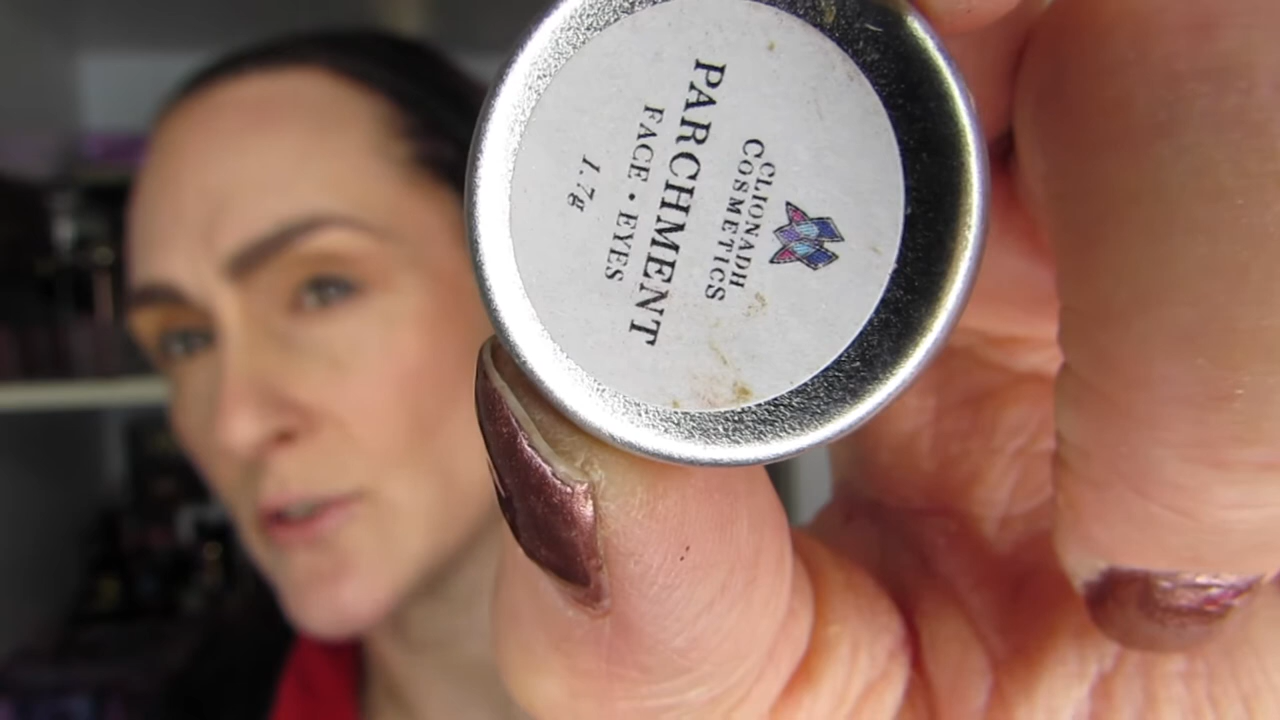 CLIONADH
COSMETICS
PARCHMENT
FACE • EYES
1.7g